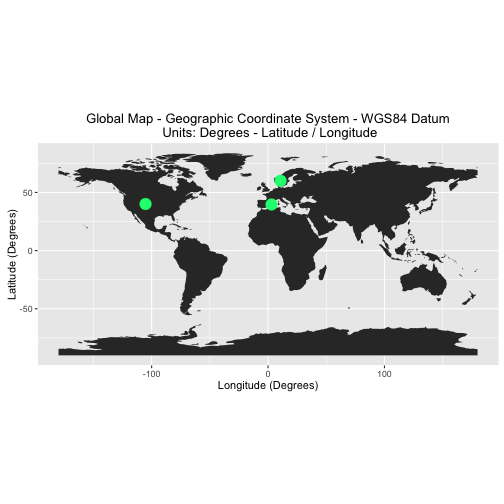 Global Map - Geographic Coordinate System - WGS84 Datum
Units: Degrees - Latitude / Longitude
50
0
-50
Latitude (Degrees)
-100
0
100
Longitude (Degrees)